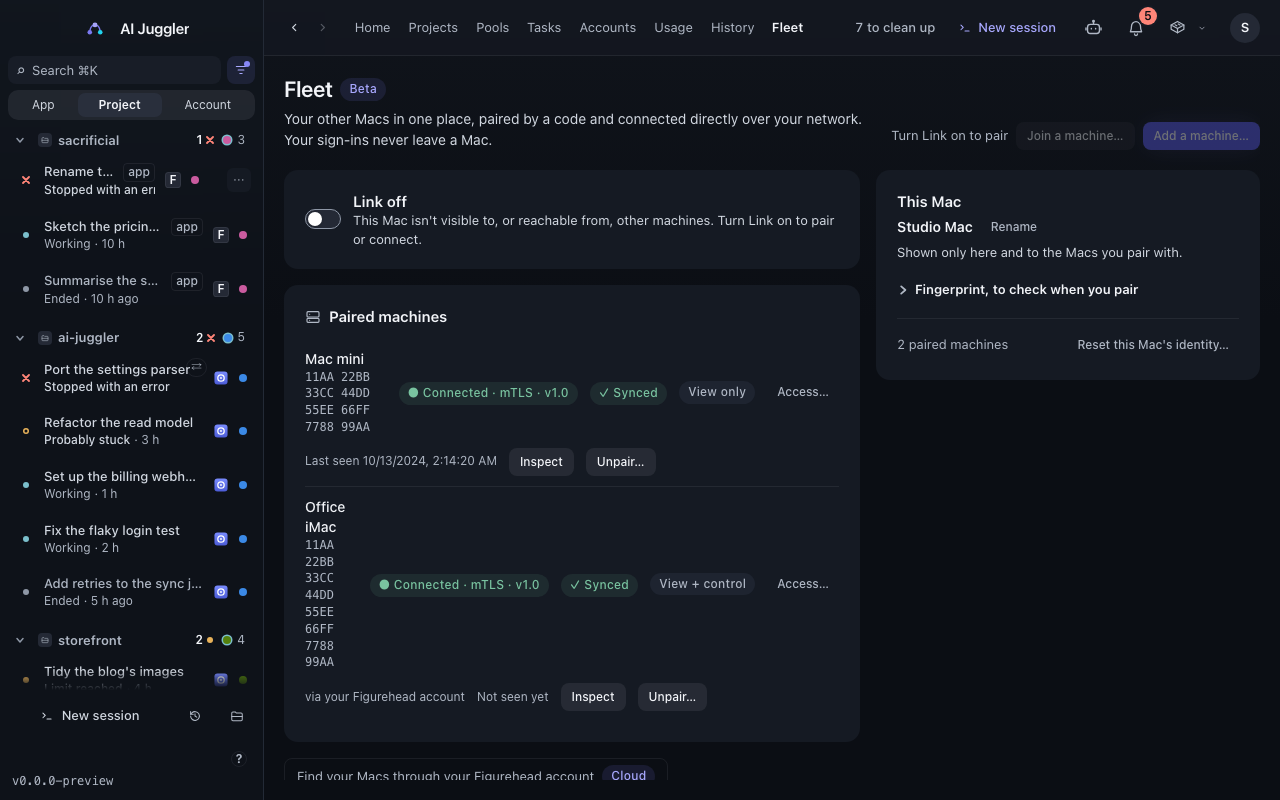 AI Juggler
Search ⌘K
App Project Account
sacrificial 1 3
Rename t... app F
Stopped with an err
Sketch the pricin... app F
Working · 10 h
Summarise the s... app F
Ended · 10 h ago
ai-juggler 2 5
Port the settings parser
Stopped with an error
Refactor the read model
Probably stuck · 3 h
Set up the billing webh...
Working · 1 h
Fix the flaky login test
Working · 2 h
Add retries to the sync j...
Ended · 5 h ago
storefront 2 4
Tidy the blog's images
New session
?
v0.0.0-preview
Home Projects Pools Tasks Accounts Usage History Fleet 7 to clean up New session 5 S
Fleet Beta
Your other Macs in one place, paired by a code and connected directly over your network.
Your sign-ins never leave a Mac.
Turn Link on to pair Join a machine... Add a machine...
Link off
This Mac isn't visible to, or reachable from, other machines. Turn Link on to pair
or connect.
Paired machines
Mac mini
11AA 22BB
33CC 44DD
55EE 66FF
7788 99AA
Connected · mTLS · v1.0 ✓ Synced View only Access...
Last seen 10/13/2024, 2:14:20 AM Inspect Unpair...
Office
iMac
11AA
22BB
33CC
44DD
55EE
66FF
7788
99AA
Connected · mTLS · v1.0 ✓ Synced View + control Access...
via your Figurehead account Not seen yet Inspect Unpair...
Find your Macs through your Figurehead account Cloud
This Mac
Studio Mac Rename
Shown only here and to the Macs you pair with.
Fingerprint, to check when you pair
2 paired machines Reset this Mac's identity...